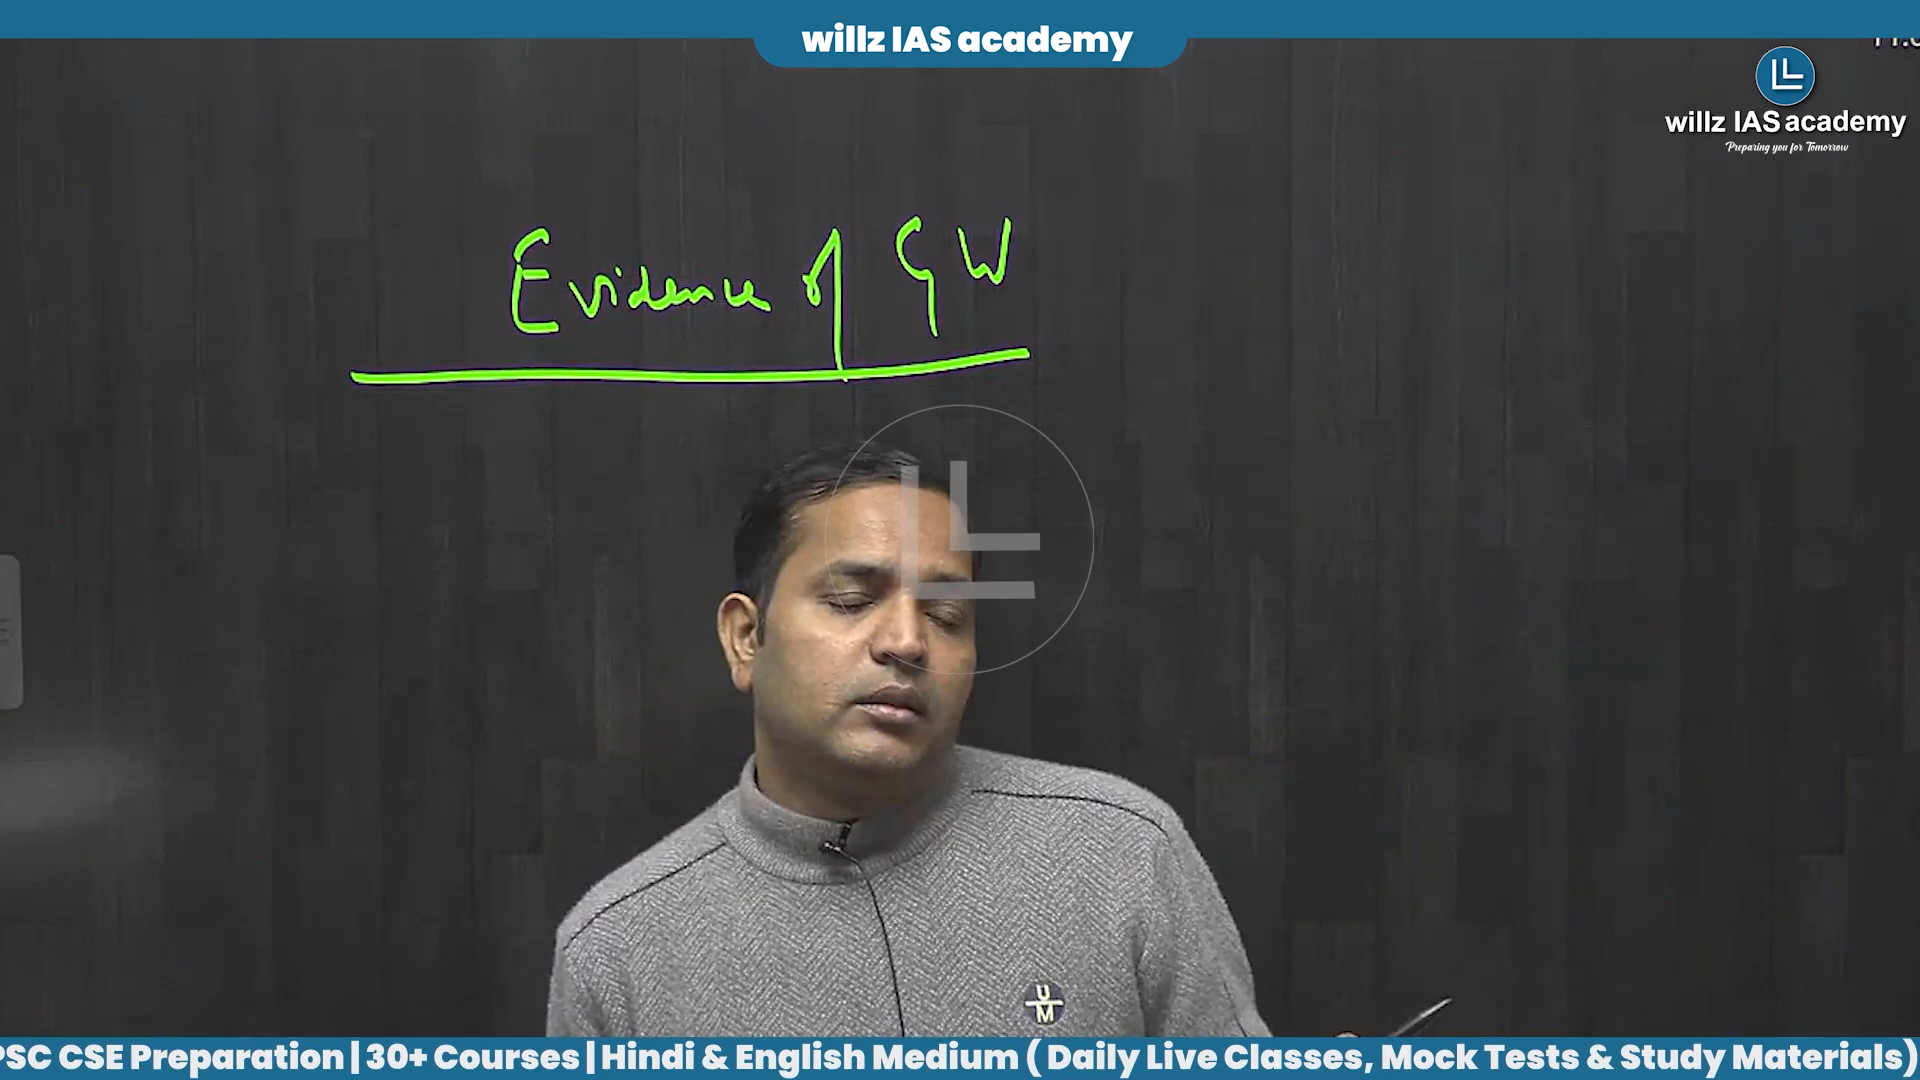 willz IAS academy
willz IAS academy
Preparing you for Tomorrow
Evidence of GW
U
M
PSC CSE Preparation | 30+ Courses | Hindi & English Medium ( Daily Live Classes, Mock Tests & Study Materials)